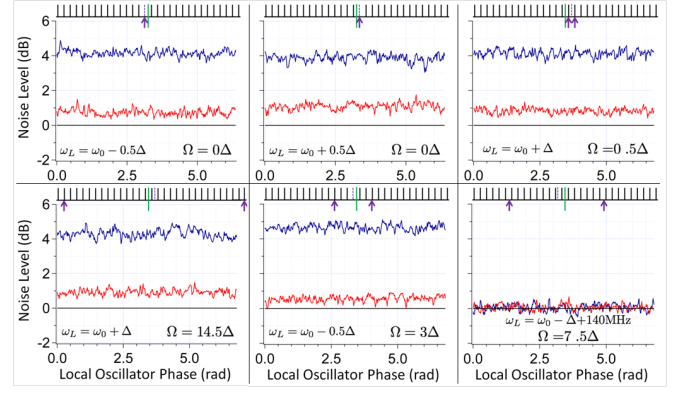 6
4
2
0
-2
Noise Level (dB)
ω_L = ω_0 − 0.5Δ Ω = 0Δ
0.0 2.5 5.0
ω_L = ω_0 + 0.5Δ Ω = 0Δ
0.0 2.5 5.0
ω_L = ω_0 + Δ Ω =0 .5Δ
0.0 2.5 5.0
6
4
2
0
-2
Noise Level (dB)
ω_L = ω_0 + Δ Ω = 14.5Δ
0.0 2.5 5.0
Local Oscillator Phase (rad)
ω_L = ω_0 − 0.5Δ Ω = 3Δ
0.0 2.5 5.0
Local Oscillator Phase (rad)
ω_L = ω_0 − Δ+140MHz
Ω =7 .5Δ
0.0 2.5 5.0
Local Oscillator Phase (rad)